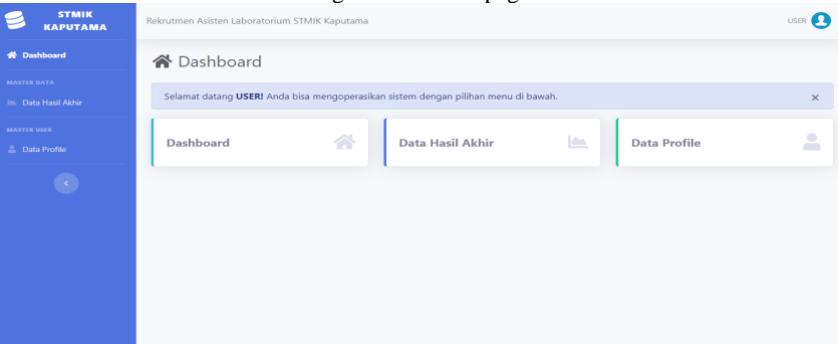 STMIK
KAPUTAMA
Rekrutmen Asisten Laboratorium STMIK Kaputama
USER
Dashboard
MASTER DATA
Data Hasil Akhir
MASTER USER
Data Profile
Dashboard
Selamat datang USER! Anda bisa mengoperasikan sistem dengan pilihan menu di bawah.
Dashboard
Data Hasil Akhir
Data Profile